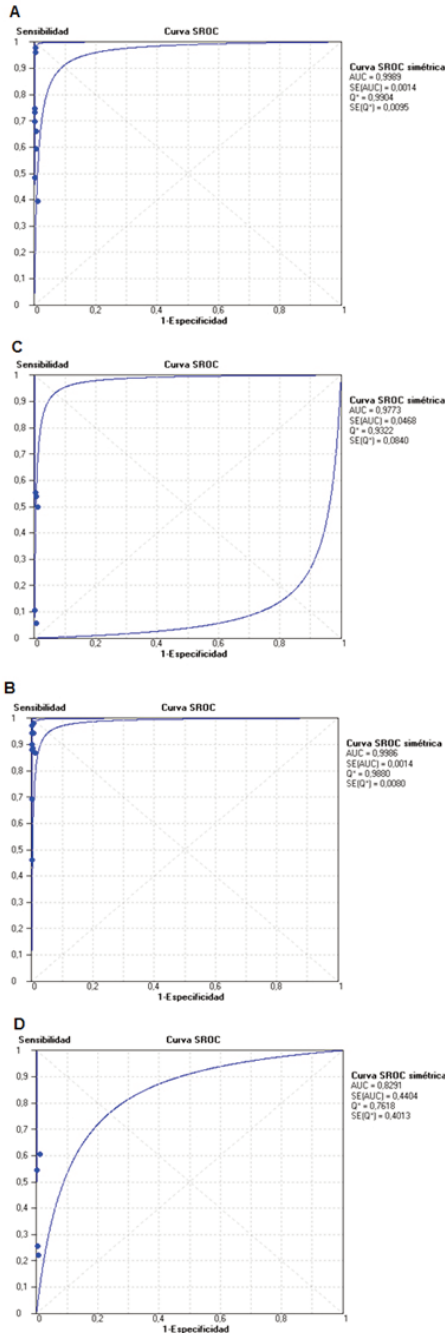 A
Sensibilidad Curva SROC
1
0,9
0,8
0,7
0,6
0,5
0,4
0,3
0,2
0,1
0
0 0,2 0,4 0,6 0,8 1
1-Especificidad
Curva SROC simétrica
AUC = 0,9989
SE(AUC) = 0,0014
Q* = 0,9904
SE(Q*) = 0,0095
C
Sensibilidad Curva SROC
1
0,9
0,8
0,7
0,6
0,5
0,4
0,3
0,2
0,1
0
0 0,2 0,4 0,6 0,8 1
1-Especificidad
Curva SROC simétrica
AUC = 0,9773
SE(AUC) = 0,0468
Q* = 0,9322
SE(Q*) = 0,0840
B
Sensibilidad Curva SROC
1
0,9
0,8
0,7
0,6
0,5
0,4
0,3
0,2
0,1
0
0 0,2 0,4 0,6 0,8 1
1-Especificidad
Curva SROC simétrica
AUC = 0,9986
SE(AUC) = 0,0014
Q* = 0,9880
SE(Q*) = 0,0080
D
Sensibilidad Curva SROC
1
0,9
0,8
0,7
0,6
0,5
0,4
0,3
0,2
0,1
0
0 0,2 0,4 0,6 0,8 1
1-Especificidad
Curva SROC simétrica
AUC = 0,8291
SE(AUC) = 0,4404
Q* = 0,7618
SE(Q*) = 0,4013